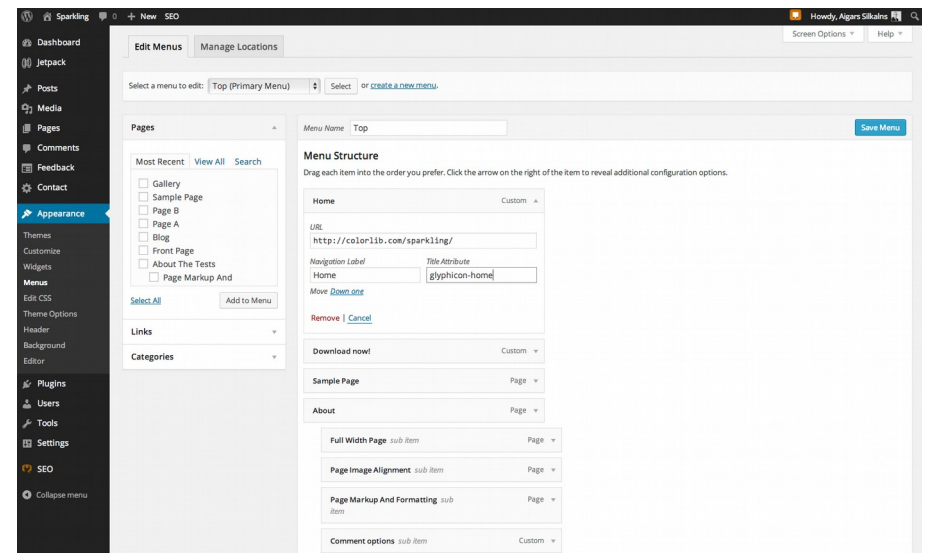 Sparkling 0 + New SEO
Howdy, Aigars Silkalns
Screen Options Help
Dashboard
Jetpack
Posts
Media
Pages
Comments
Feedback
Contact
Appearance
Themes
Customize
Widgets
Menus
Edit CSS
Theme Options
Header
Background
Editor
Plugins
Users
Tools
Settings
SEO
Collapse menu
Edit Menus Manage Locations
Select a menu to edit: Top (Primary Menu) Select or create a new menu.
Pages
Most Recent View All Search
Gallery
Sample Page
Page B
Page A
Blog
Front Page
About The Tests
Page Markup And
Select All Add to Menu
Links
Categories
Menu Name Top Save Menu
Menu Structure
Drag each item into the order you prefer. Click the arrow on the right of the item to reveal additional configuration options.
Home Custom
URL
http://colorlib.com/sparkling/
Navigation Label Title Attribute
Home glyphicon-home
Move Down one
Remove | Cancel
Download now! Custom
Sample Page Page
About Page
Full Width Page sub item Page
Page Image Alignment sub item Page
Page Markup And Formatting sub Page
item
Comment options sub item Custom